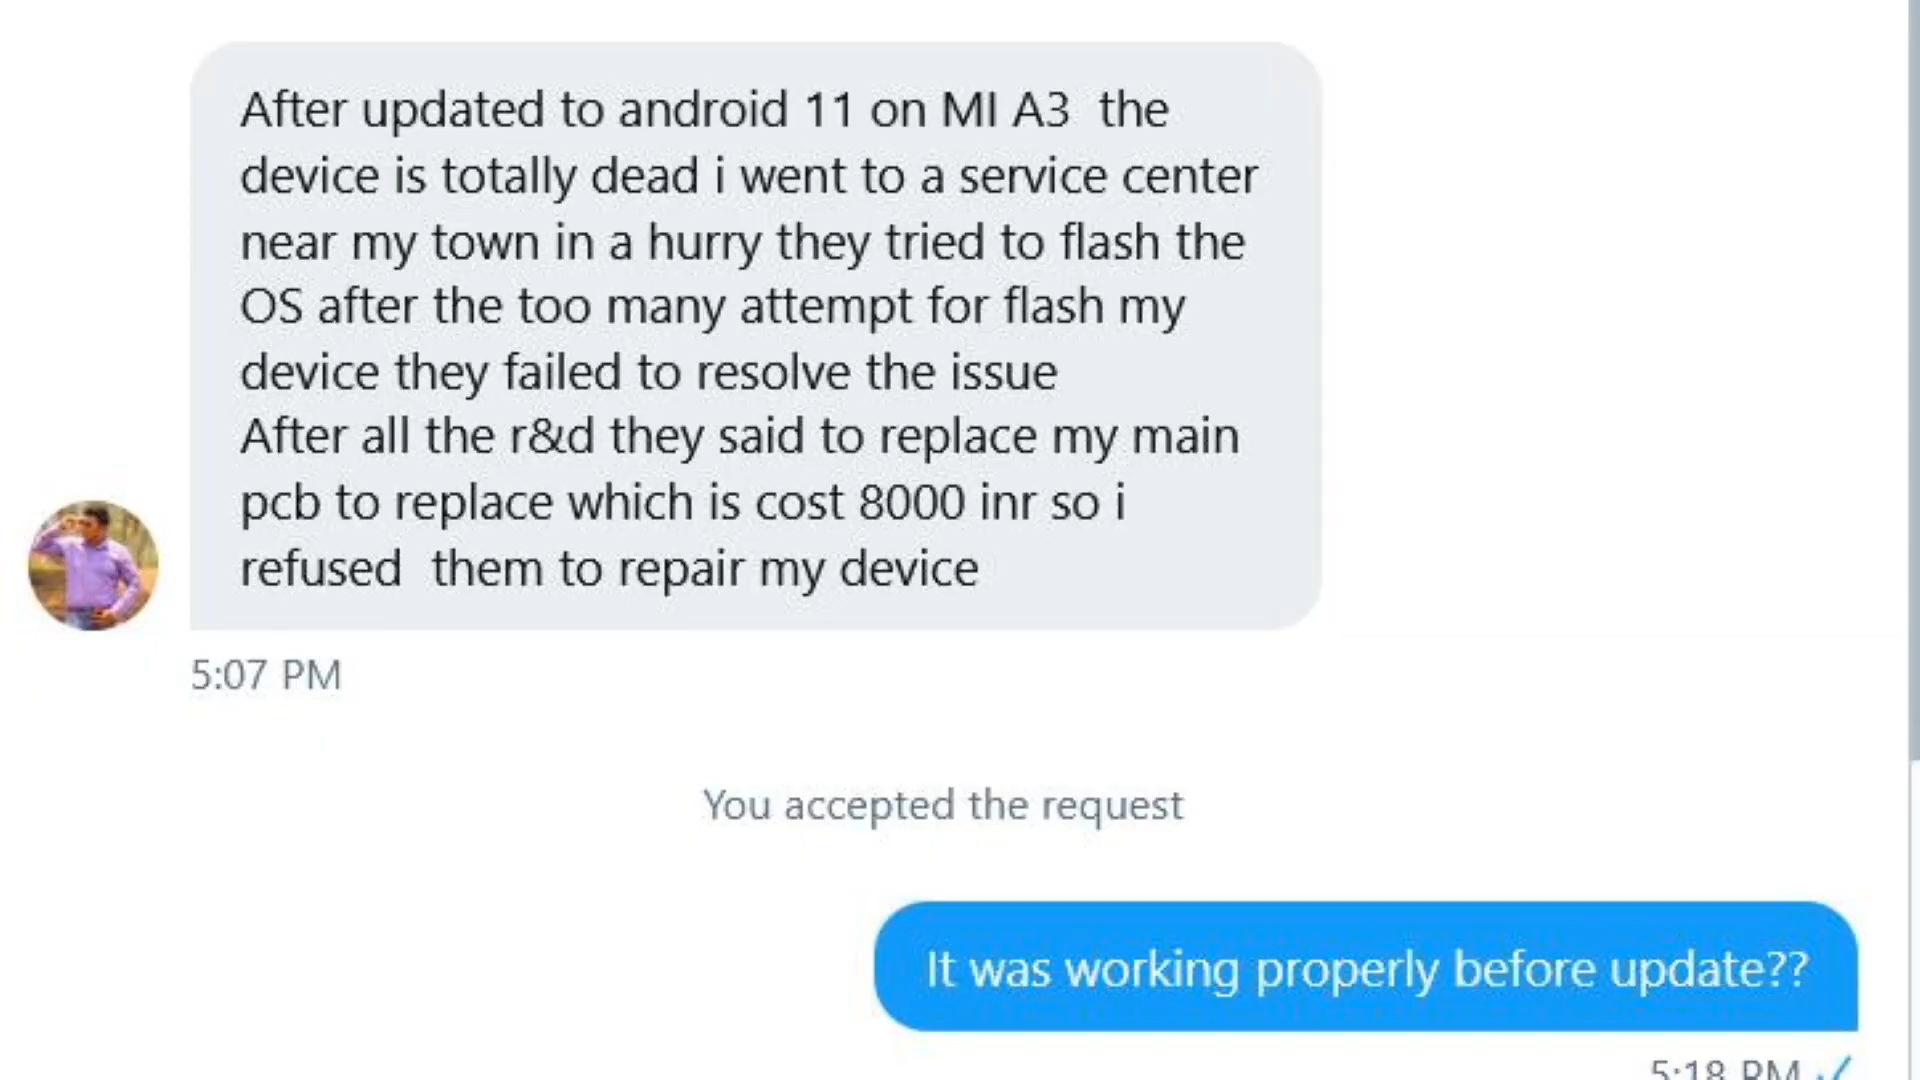 After updated to android 11 on MI A3  the
device is totally dead i went to a service center
near my town in a hurry they tried to flash the
OS after the too many attempt for flash my
device they failed to resolve the issue
After all the r&d they said to replace my main
pcb to replace which is cost 8000 inr so i
refused  them to repair my device
5:07 PM
You accepted the request
It was working properly before update??
5:18 PM